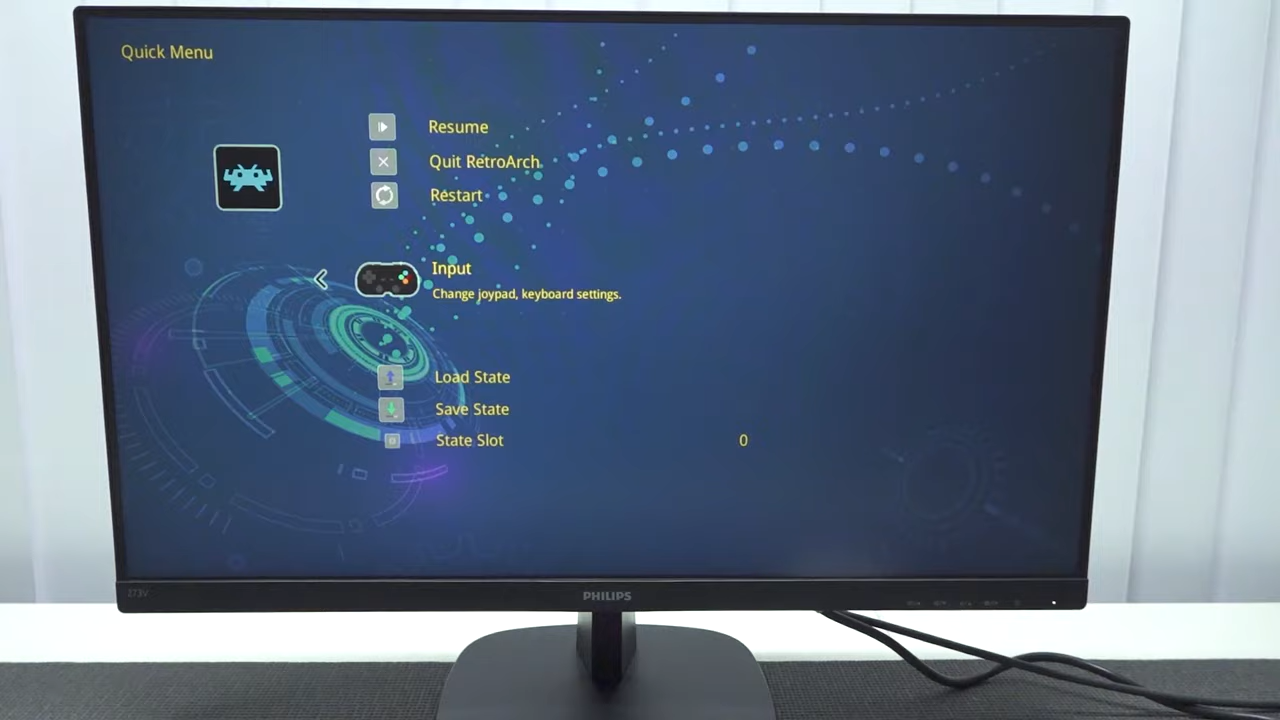 Quick Menu
Resume
Quit RetroArch
Restart
Input
Change joypad, keyboard settings.
Load State
Save State
State Slot 0
273V
PHILIPS